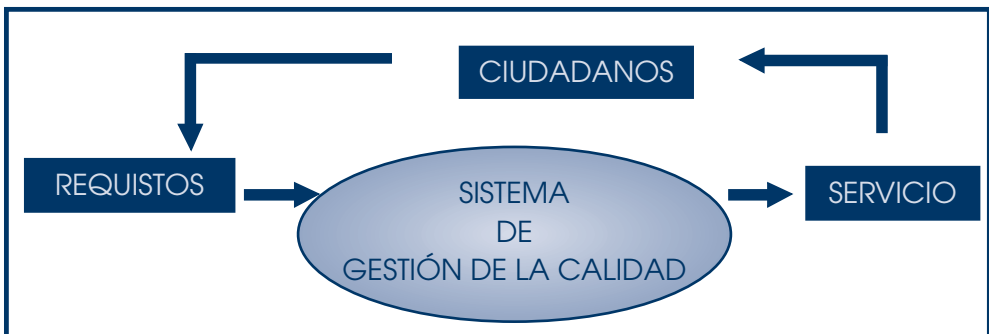 CIUDADANOS
REQUISTOS
SISTEMA
DE
GESTIÓN DE LA CALIDAD
SERVICIO